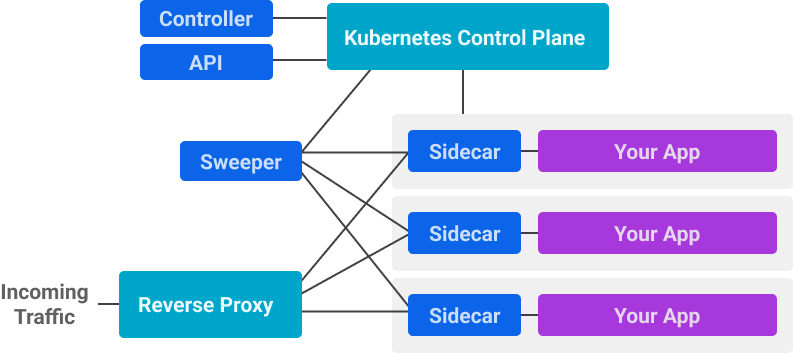 Controller
Kubernetes Control Plane
API
Sweeper
Sidecar
Your App
Sidecar
Your App
Incoming
Traffic
Reverse Proxy
Sidecar
Your App